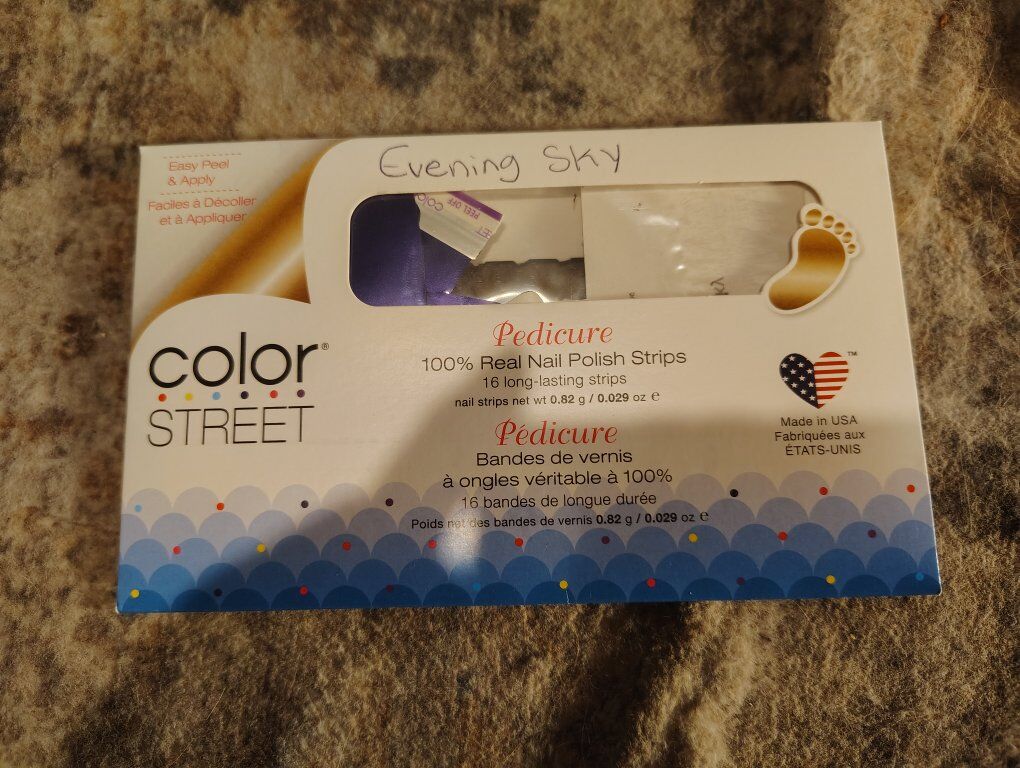 Evening Sky
Easy Peel
& Apply
Faciles à Décoller
et à Appliquer
PEEL OFF
color®
STREET
Pedicure
100% Real Nail Polish Strips
16 long-lasting strips
nail strips net wt 0.82 g / 0.029 oz e
Pédicure
Bandes de vernis
à ongles véritable à 100%
16 bandes de longue durée
Poids net des bandes de vernis 0.82 g / 0.029 oz e
TM
Made in USA
Fabriquées aux
ÉTATS-UNIS